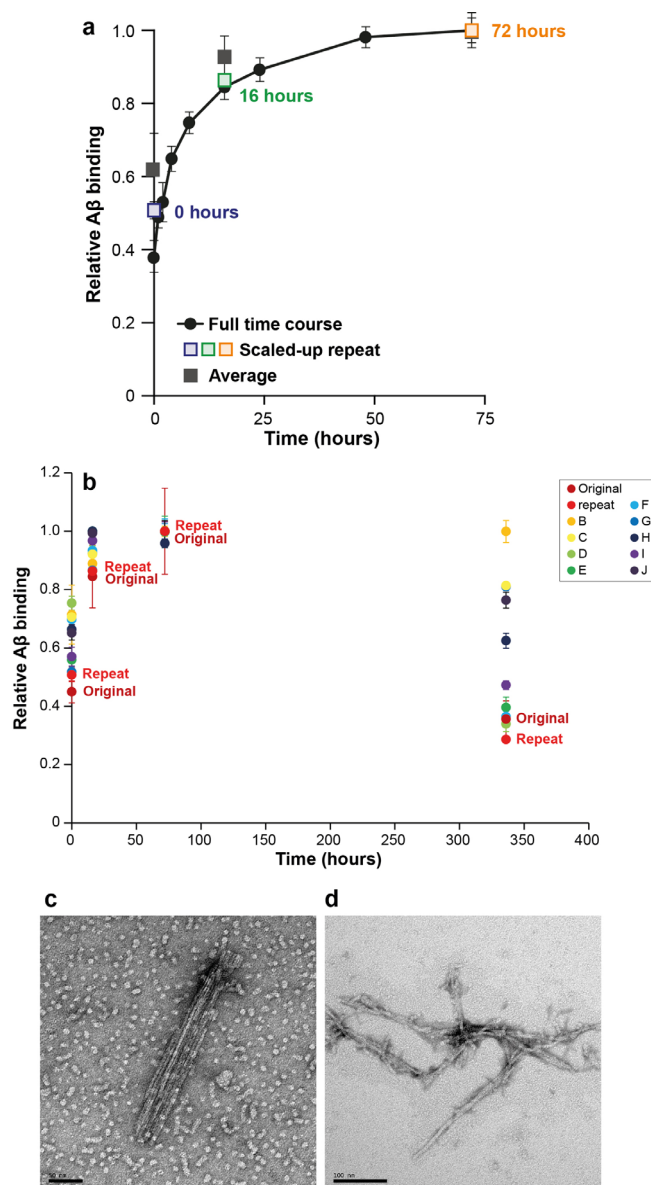 a
1.0
0.8
0.6
0.4
0.2
0
Relative Aβ binding
72 hours
16 hours
0 hours
Full time course
Scaled-up repeat
Average
0
25
50
75
Time (hours)
b
1.2
1.0
0.8
0.6
0.4
0.2
0
Relative Aβ binding
Repeat
Original
Repeat
Original
Repeat
Original
Original
Repeat
Original
repeat
F
B
G
C
H
D
I
E
J
0
50
100
150
200
250
300
350
400
Time (hours)
c
d
50 nm
100 nm